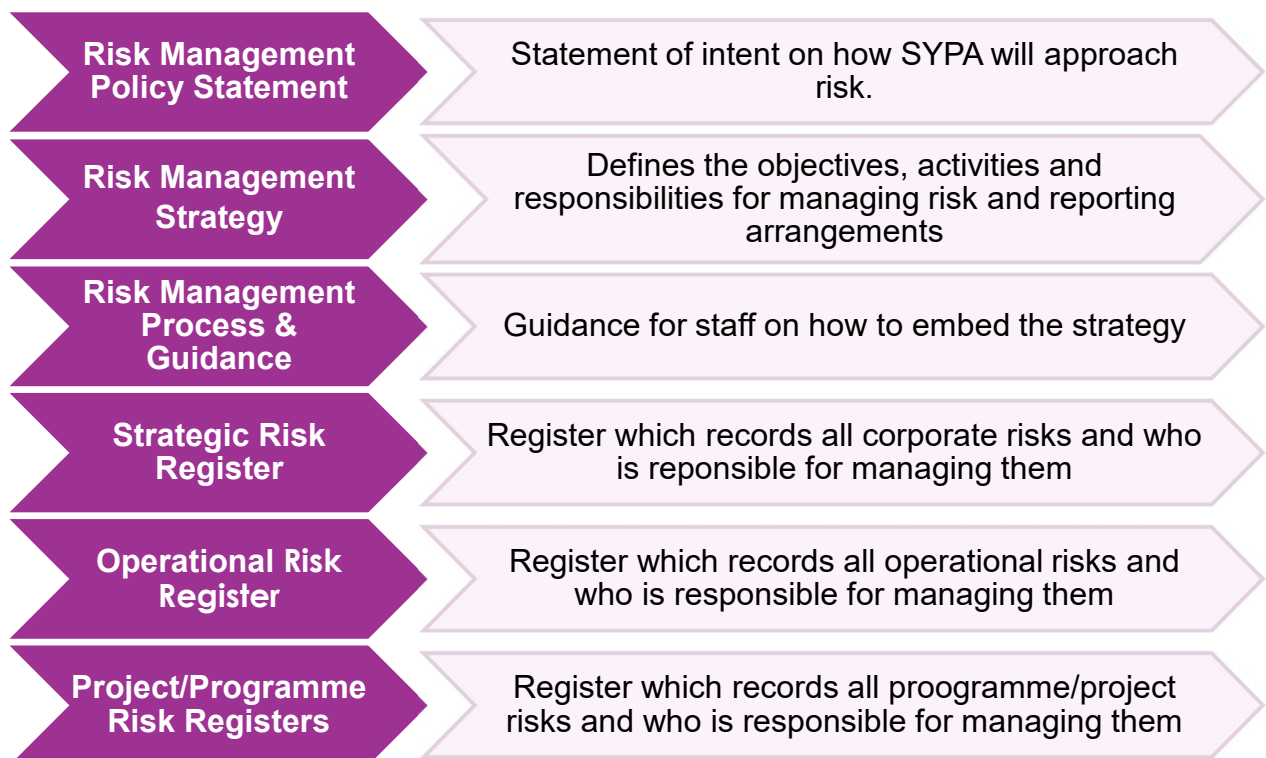 Risk Management
Policy Statement
Statement of intent on how SYPA will approach
risk.
Risk Management
Strategy
Defines the objectives, activities and
responsibilities for managing risk and reporting
arrangements
Risk Management
Process &
Guidance
Guidance for staff on how to embed the strategy
Strategic Risk
Register
Register which records all corporate risks and who
is reponsible for managing them
Operational Risk
Register
Register which records all operational risks and
who is responsible for managing them
Project/Programme
Risk Registers
Register which records all proogramme/project
risks and who is responsible for managing them